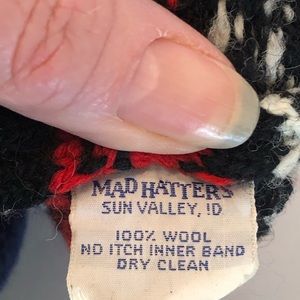 MAD HATTERS
SUN VALLEY, ID
100% WOOL
NO ITCH INNER BAND
DRY CLEAN